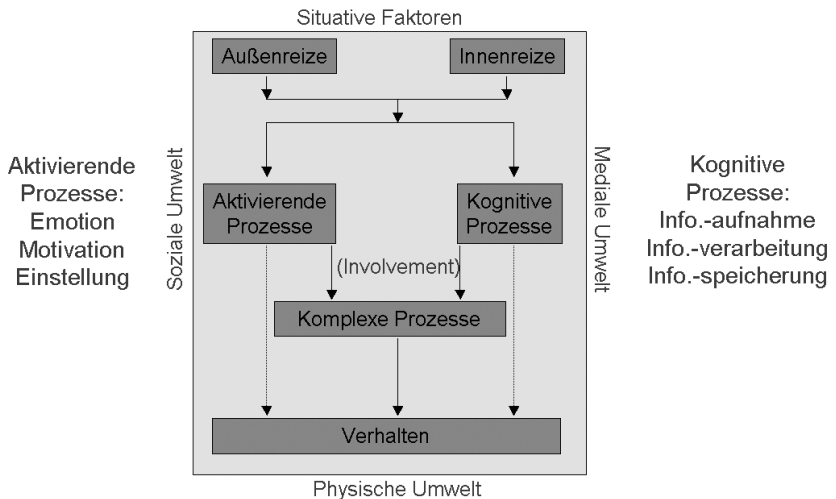 Situative Faktoren
Außenreize
Innenreize
Aktivierende
Prozesse:
Emotion
Motivation
Einstellung
Soziale Umwelt
Aktivierende
Prozesse
Kognitive
Prozesse
(Involvement)
Komplexe Prozesse
Verhalten
Mediale Umwelt
Kognitive
Prozesse:
Info.-aufnahme
Info.-verarbeitung
Info.-speicherung
Physische Umwelt